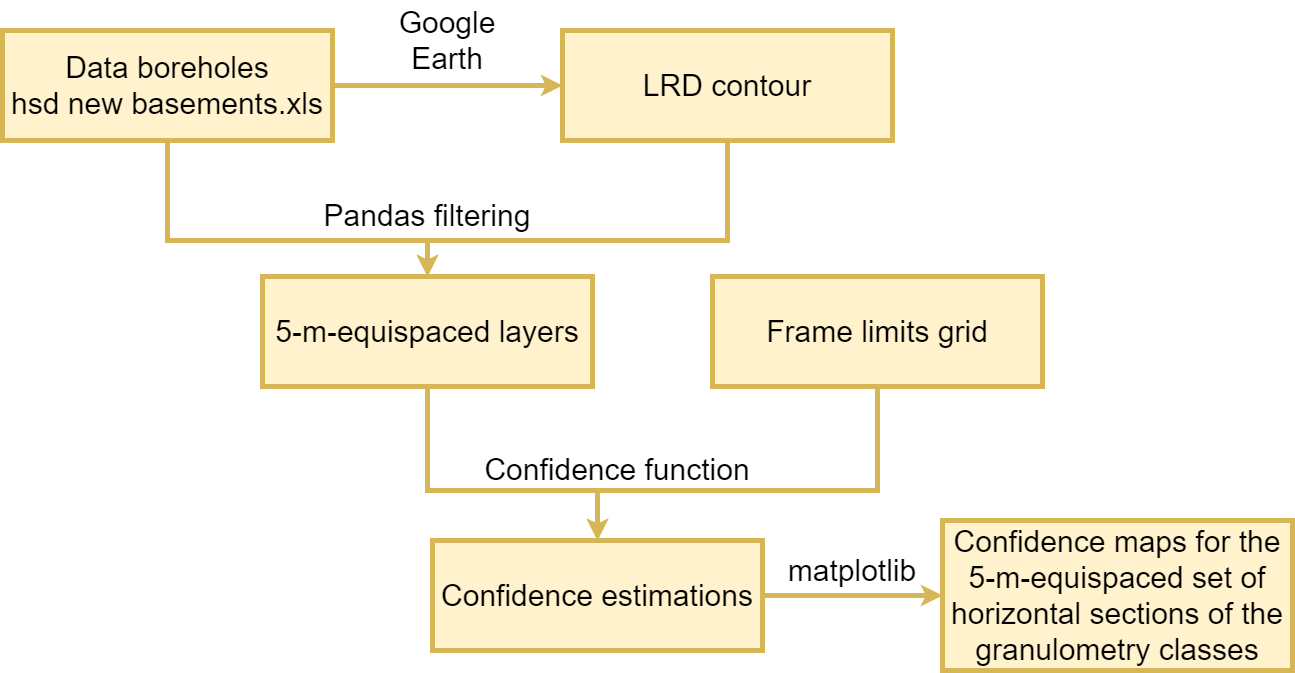 Google
Earth
Data boreholes
hsd new basements.xls
LRD contour
Pandas filtering
5-m-equispaced layers
Frame limits grid
Confidence function
Confidence estimations
matplotlib
Confidence maps for the
5-m-equispaced set of
horizontal sections of the
granulometry classes